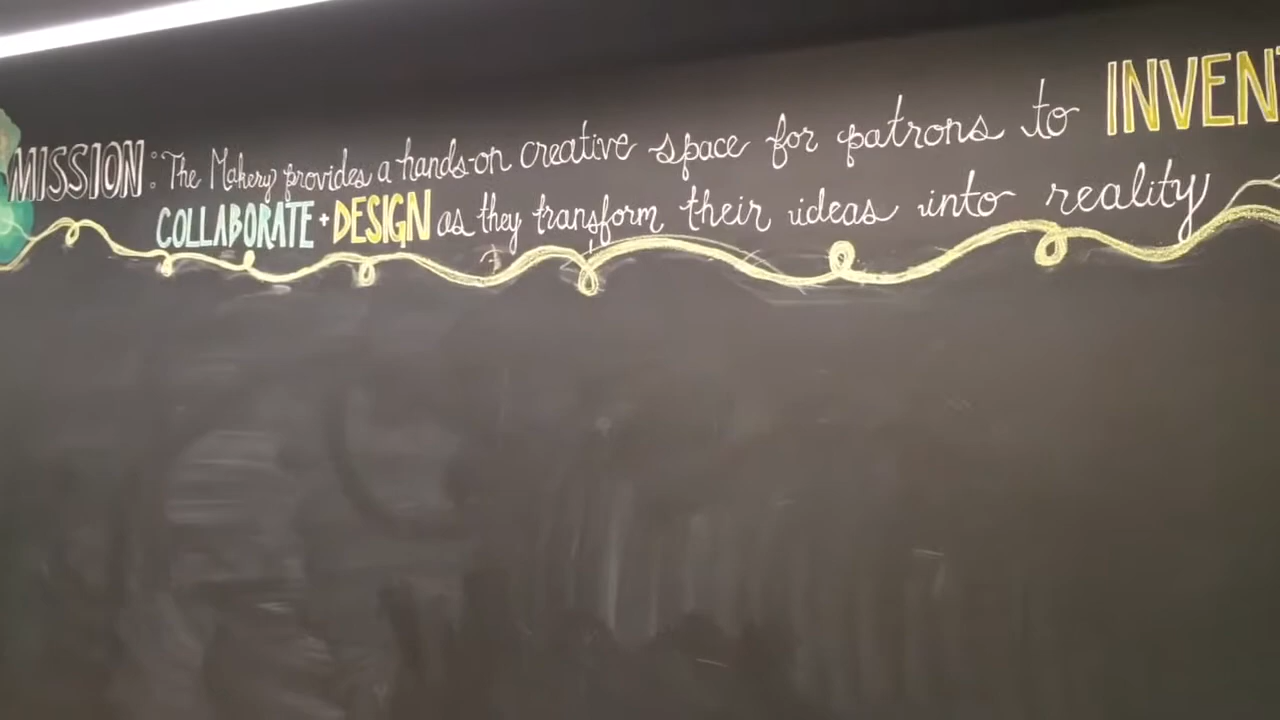 MISSION: The Makery provides a hands-on creative space for patrons to INVENT
COLLABORATE + DESIGN as they transform their ideas into reality